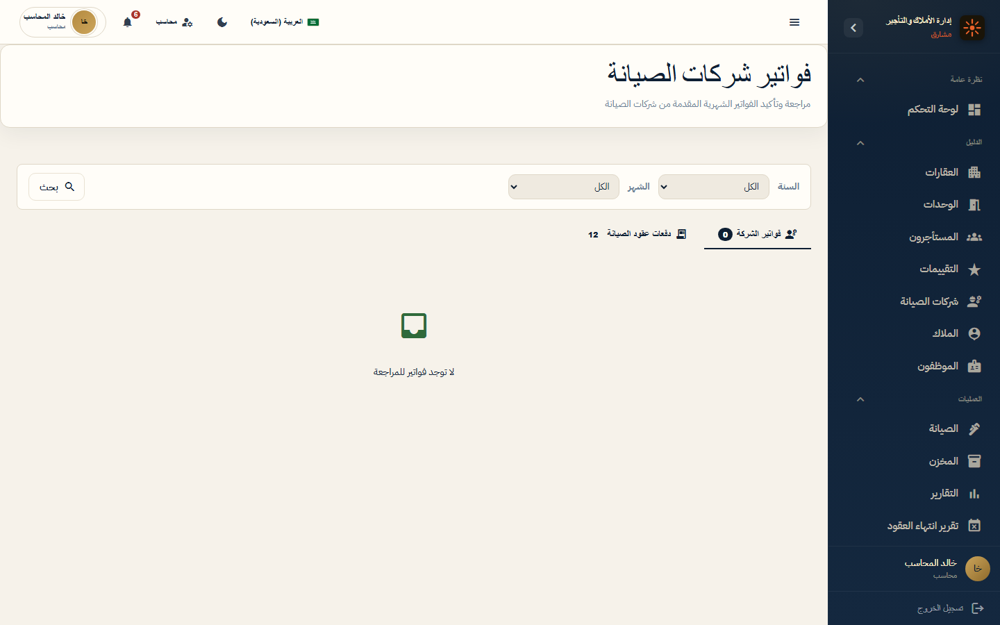 إدارة الأملاك والتأجير
مشارق
نظرة عامة
لوحة التحكم
الدليل
العقارات
الوحدات
المستأجرون
التقييمات
شركات الصيانة
الملاك
الموظفون
العمليات
الصيانة
المخزن
التقارير
تقرير انتهاء العقود
خا
خالد المحاسب
محاسب
تسجيل الخروج
العربية (السعودية)
محاسب
6
خا
خالد المحاسب
محاسب
فواتير شركات الصيانة
مراجعة وتأكيد الفواتير الشهرية المقدمة من شركات الصيانة
السنة الكل الشهر الكل بحث
فواتير الشركة 0 دفعات عقود الصيانة 12
لا توجد فواتير للمراجعة